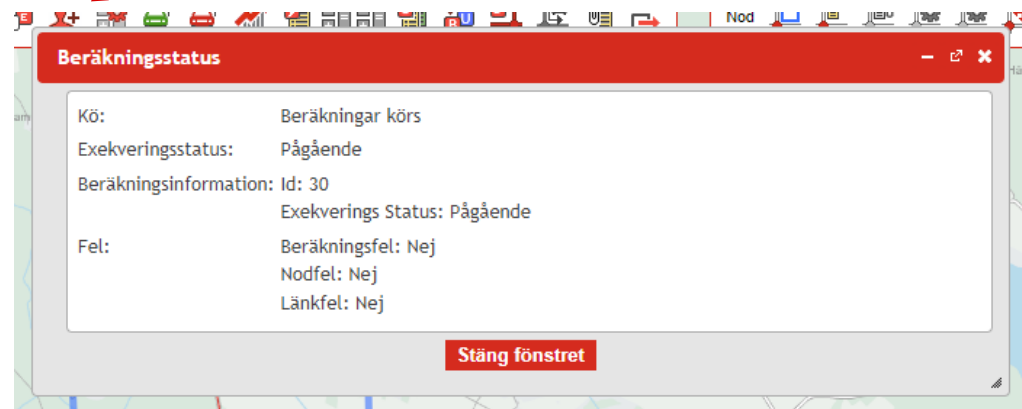 Nod
Beräkningsstatus
Kö: Beräkningar körs
Exekveringsstatus: Pågående
Beräkningsinformation: Id: 30
Exekverings Status: Pågående
Fel: Beräkningsfel: Nej
Nodfel: Nej
Länkfel: Nej
Stäng fönstret